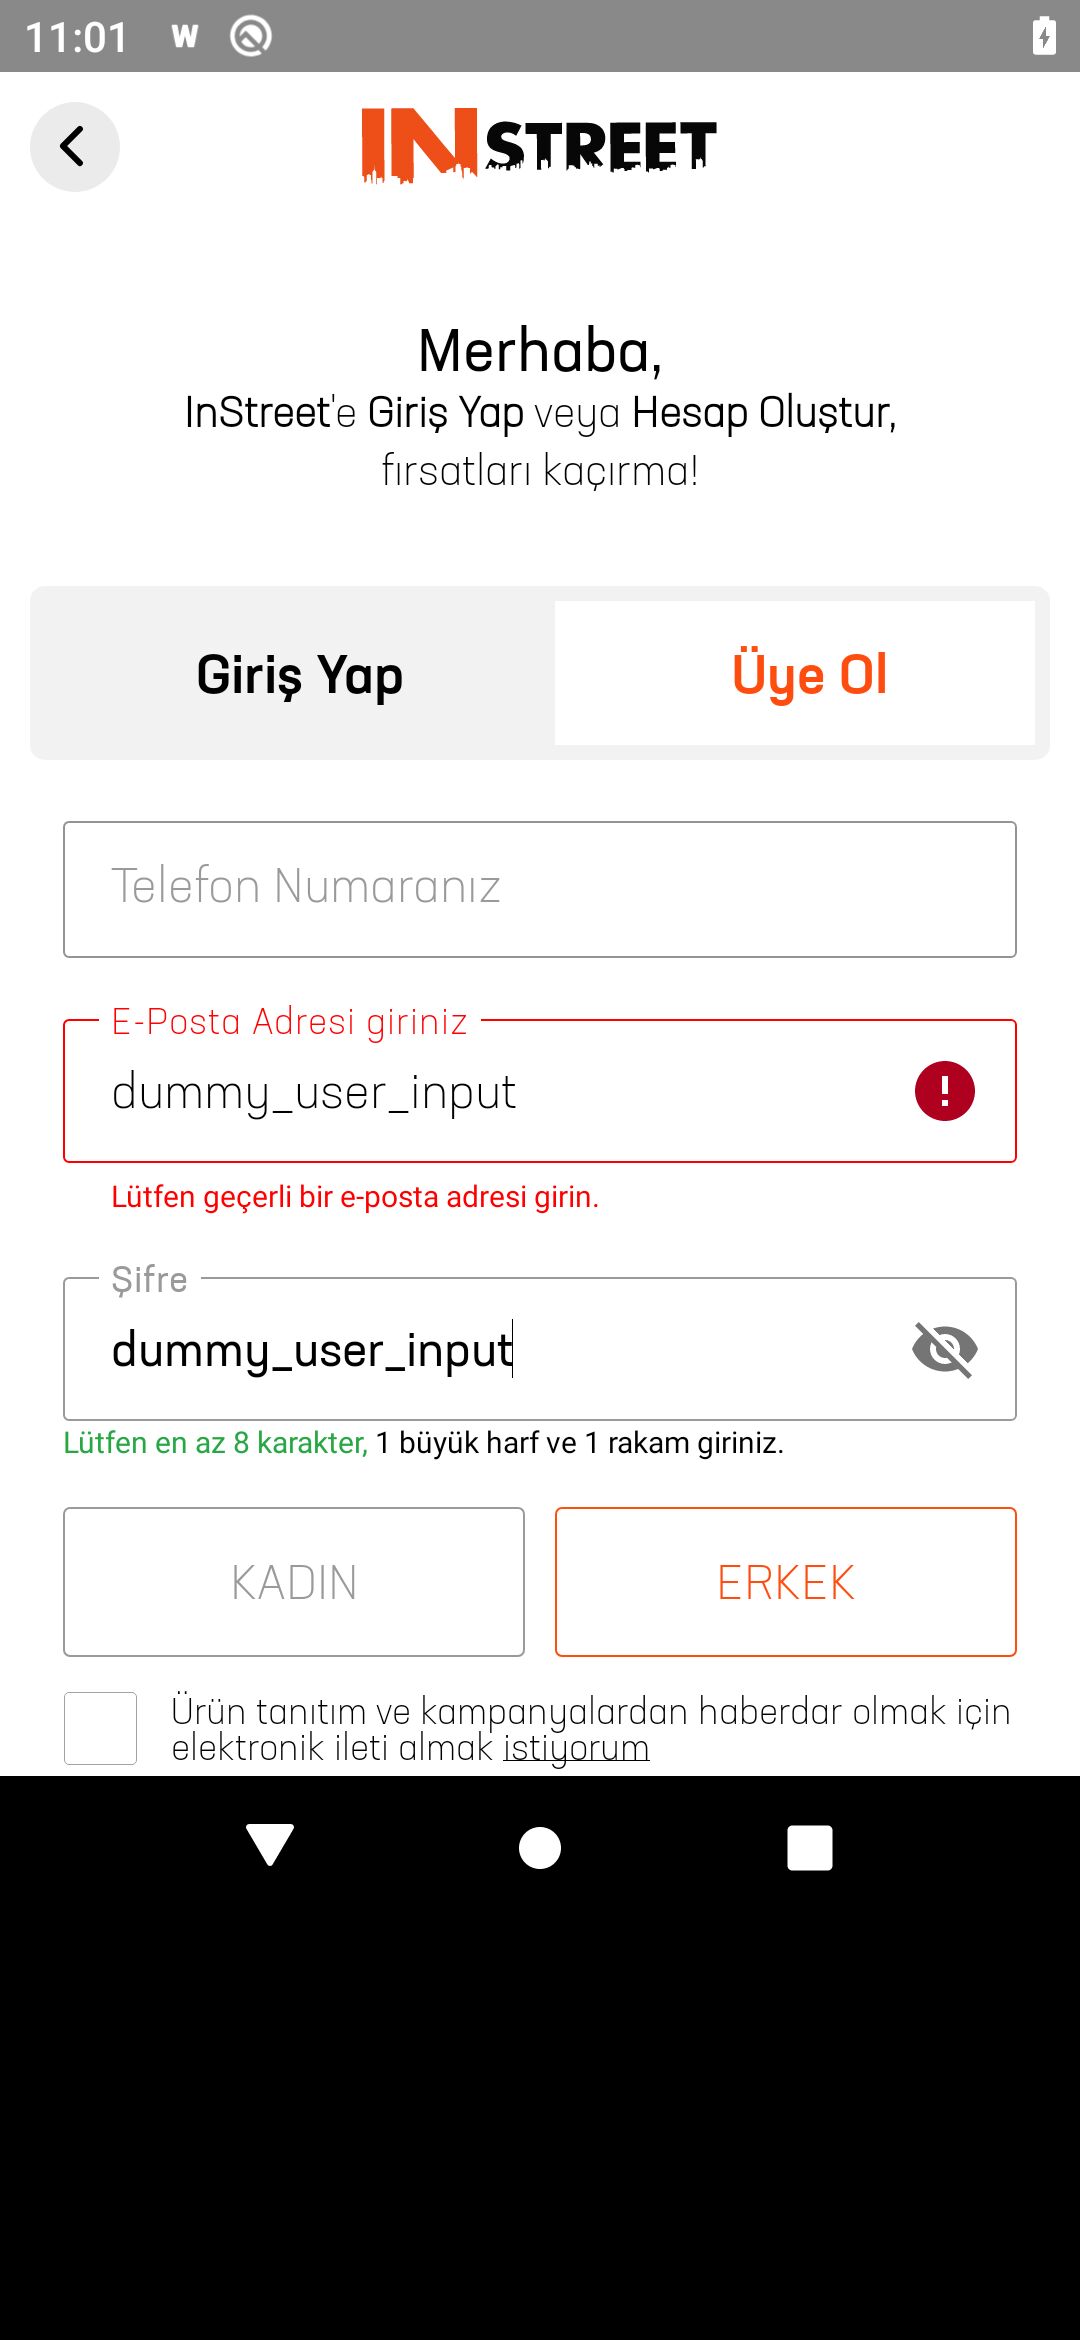 11:01 W
INSTREET
Merhaba,
InStreet'e Giriş Yap veya Hesap Oluştur,
fırsatları kaçırma!
Giriş Yap
Üye Ol
Telefon Numaranız
E-Posta Adresi giriniz
dummy_user_input
Lütfen geçerli bir e-posta adresi girin.
Şifre
dummy_user_input
Lütfen en az 8 karakter, 1 büyük harf ve 1 rakam giriniz.
KADIN
ERKEK
Ürün tanıtım ve kampanyalardan haberdar olmak için
elektronik ileti almak istiyorum